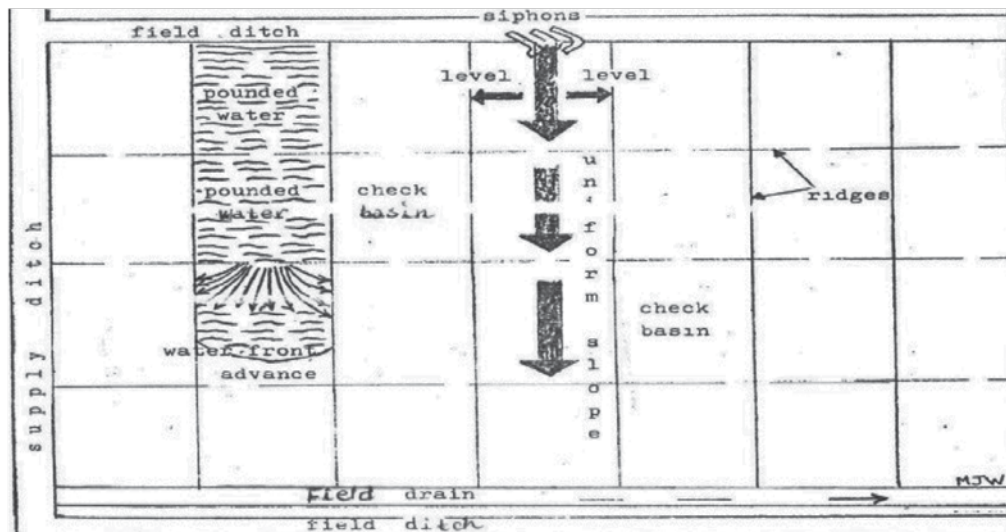 siphons
field ditch
level level
pounded
water
pounded
water
check
basin
un'form slope
ridges
supply ditch
check
basin
water front
advance
MJW
Field drain
field ditch